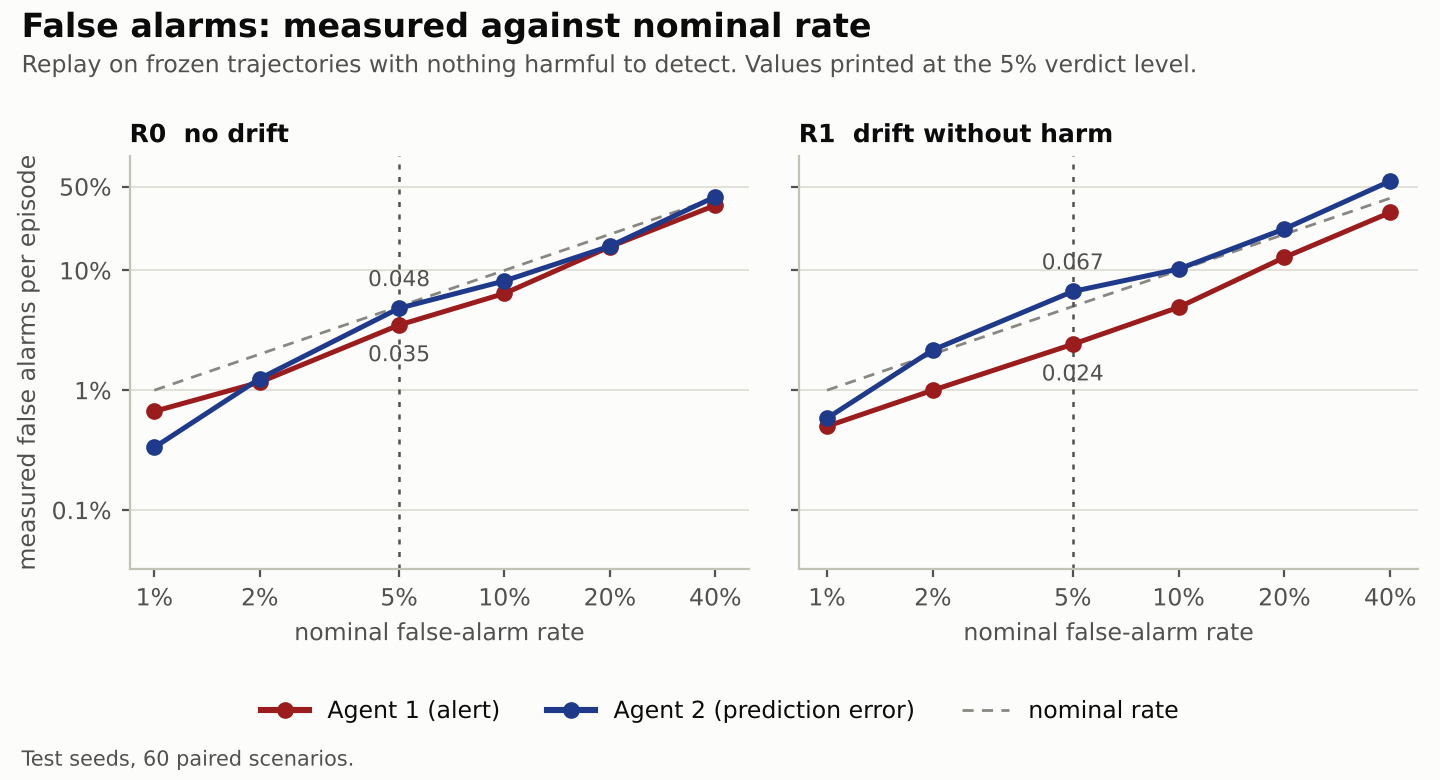 False alarms: measured against nominal rate
Replay on frozen trajectories with nothing harmful to detect. Values printed at the 5% verdict level.
R0  no drift
R1  drift without harm
measured false alarms per episode
50%
10%
1%
0.1%
0.048
0.035
0.067
0.024
1% 2% 5% 10% 20% 40%
1% 2% 5% 10% 20% 40%
nominal false-alarm rate
nominal false-alarm rate
Agent 1 (alert)
Agent 2 (prediction error)
nominal rate
Test seeds, 60 paired scenarios.